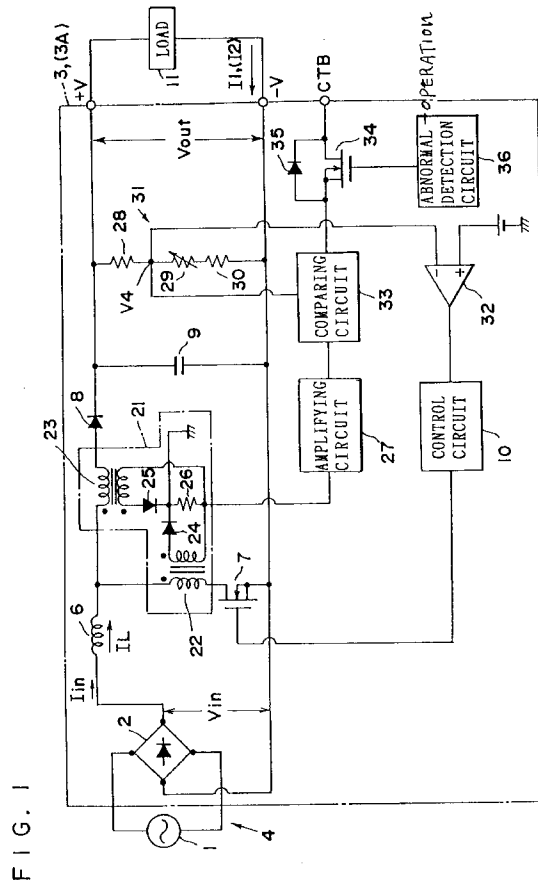 FIG. 1
3,(3A)
+V
LOAD
11
I1,(I2)
-V
CTB
Vout
35
34
ABNORMAL-OPERATION
DETECTION
CIRCUIT
36
31
28
V4
29
30
COMPARING
CIRCUIT
33
-
+
32
9
8
23
21
25
26
24
22
7
AMPLIFYING
CIRCUIT
27
CONTROL
CIRCUIT
10
6
IL
Iin
Vin
2
1
4